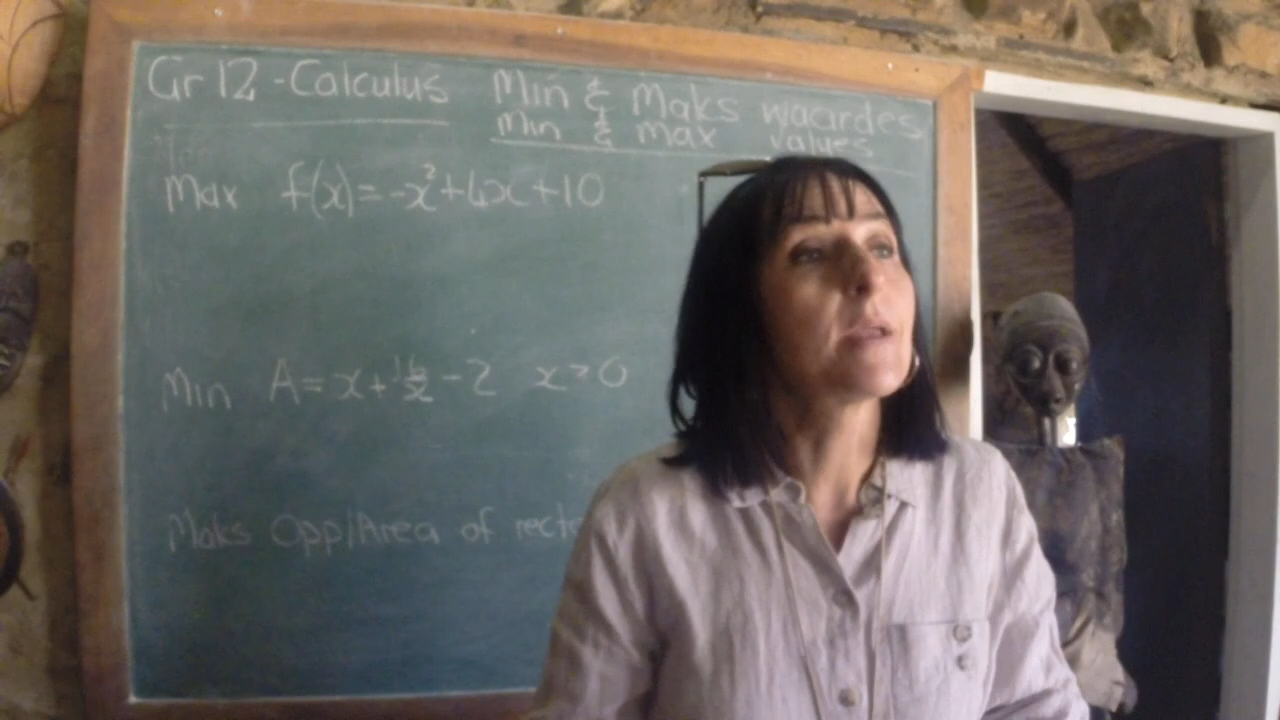 Gr 12 - Calculus
Min & Maks waardes
Min & max values
Max f(x) = -x² + 4x + 10
Min A = x + 16/x - 2 x > 0
Maks Opp/Area of